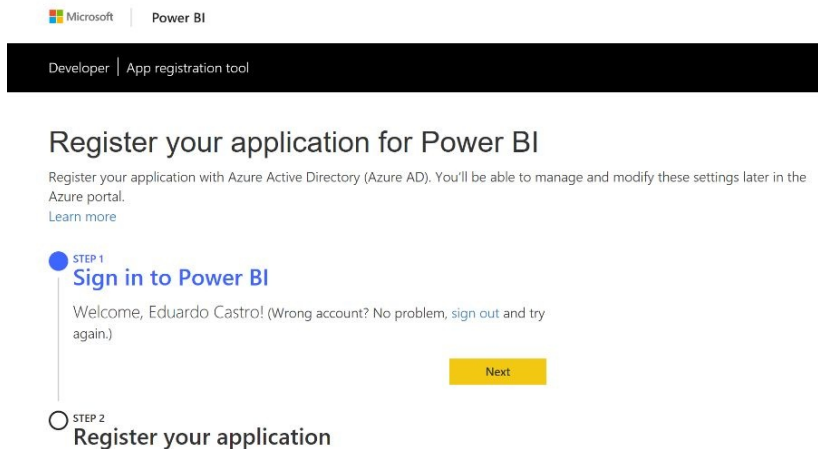 Microsoft Power BI
Developer | App registration tool
Register your application for Power BI
Register your application with Azure Active Directory (Azure AD). You'll be able to manage and modify these settings later in the
Azure portal.
Learn more
STEP 1
Sign in to Power BI
Welcome, Eduardo Castro! (Wrong account? No problem, sign out and try
again.)
Next
STEP 2
Register your application